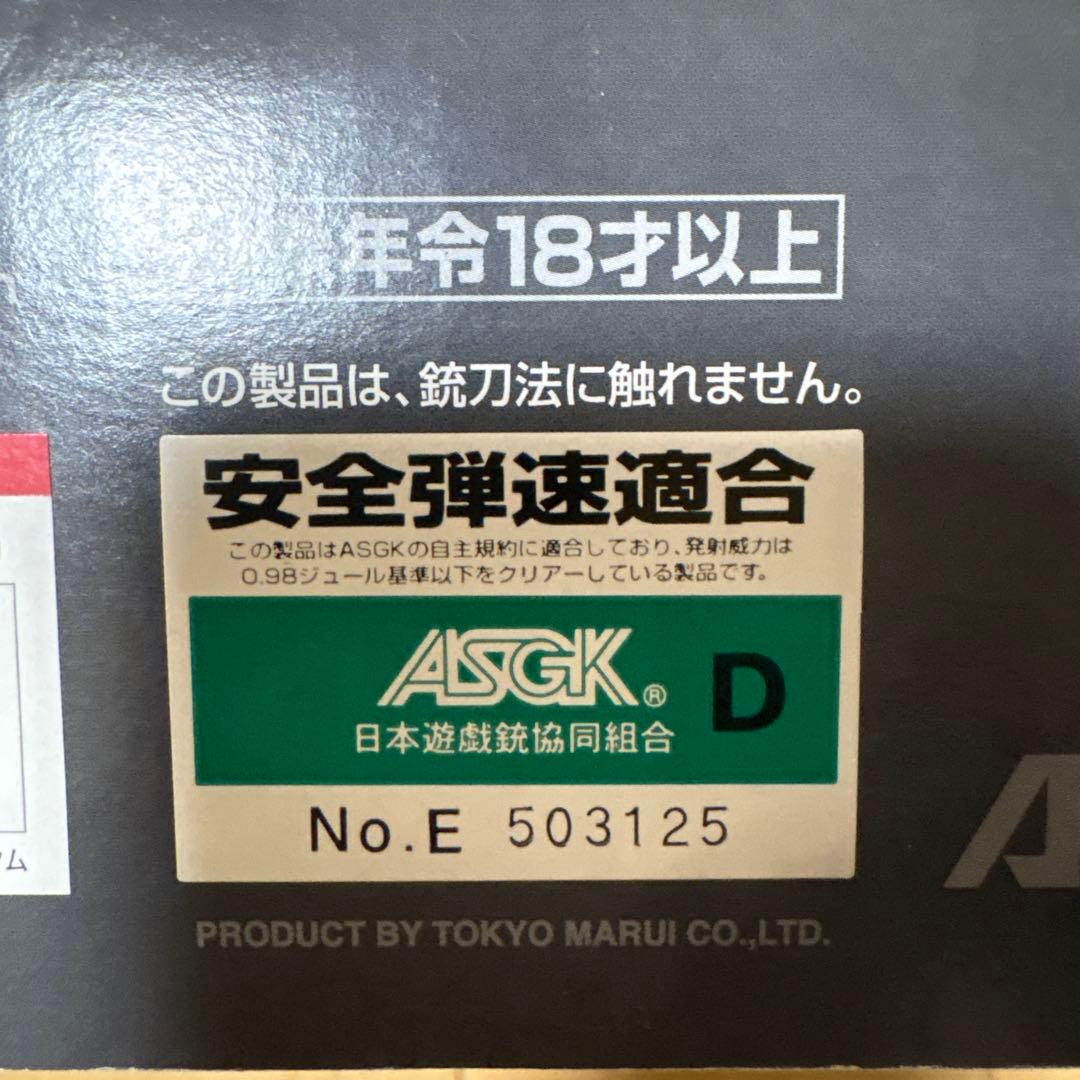 年令18才以上
この製品は、銃刀法に触れません。
安全弾速適合
この製品はASGKの自主規約に適合しており、発射威力は
0.98ジュール基準以下をクリアーしている製品です。
ASGK® D
日本遊戯銃協同組合
No.E 503125
PRODUCT BY TOKYO MARUI CO.,LTD.